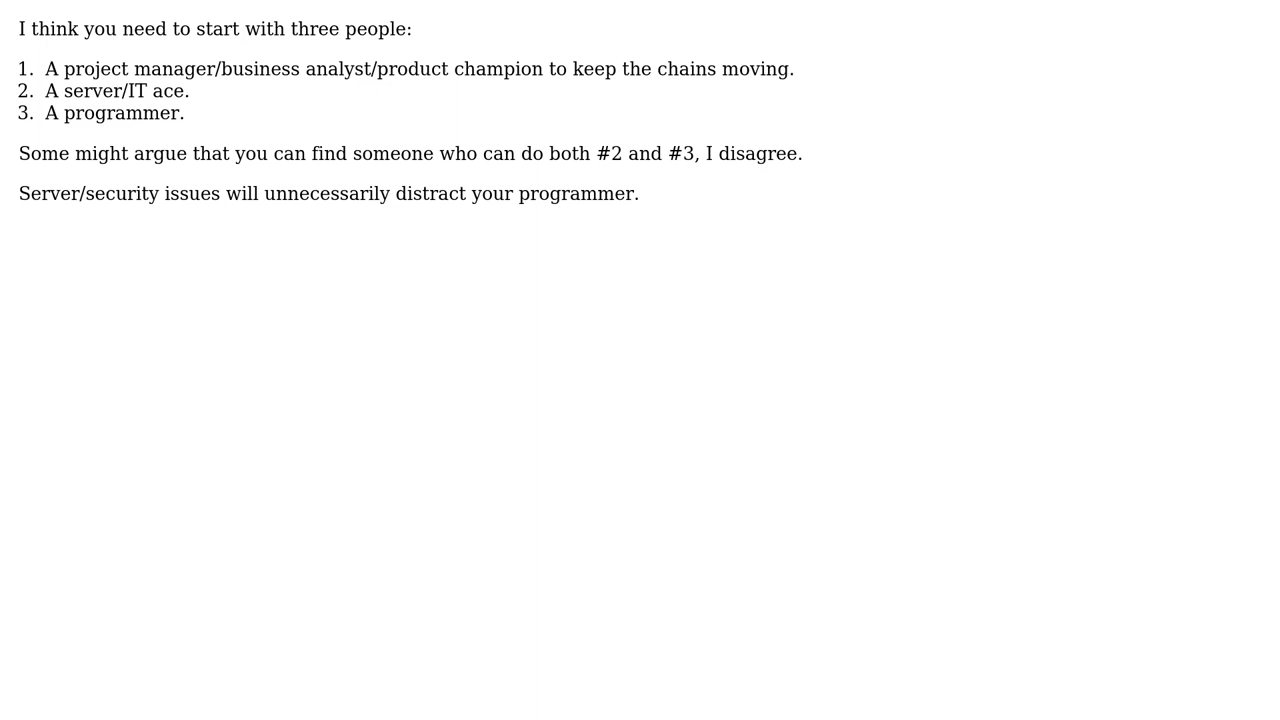 I think you need to start with three people:
1. A project manager/business analyst/product champion to keep the chains moving.
2. A server/IT ace.
3. A programmer.
Some might argue that you can find someone who can do both #2 and #3, I disagree.
Server/security issues will unnecessarily distract your programmer.